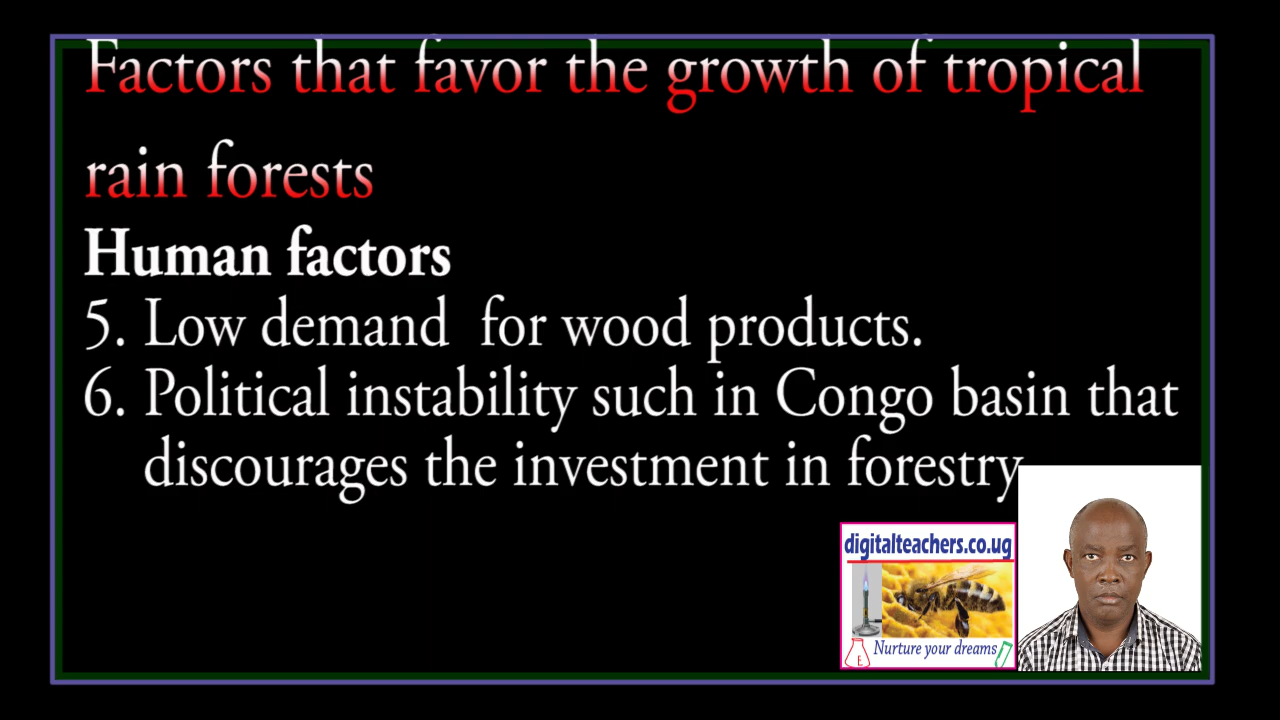 Factors that favor the growth of tropical
rain forests
Human factors
5. Low demand  for wood products.
6. Political instability such in Congo basin that
discourages the investment in forestry
digitalteachers.co.ug
E
Nurture your dreams